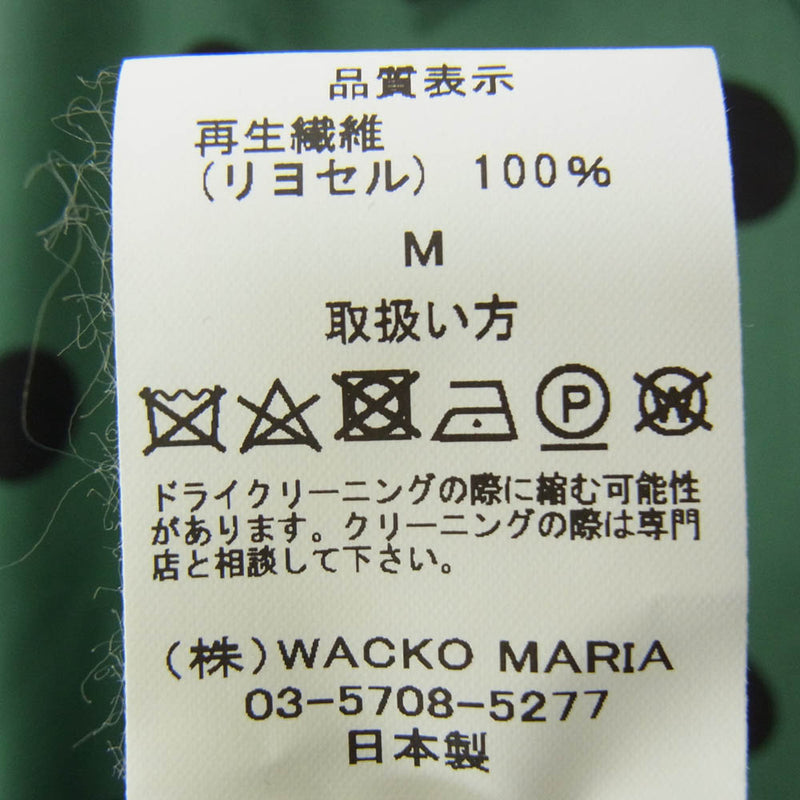 品質表示
再生繊維
(リヨセル) 100%
M
取扱い方
P
W
ドライクリーニングの際に縮む可能性
があります。クリーニングの際は専門
店と相談して下さい。
(株)WACKO MARIA
03-5708-5277
日本製